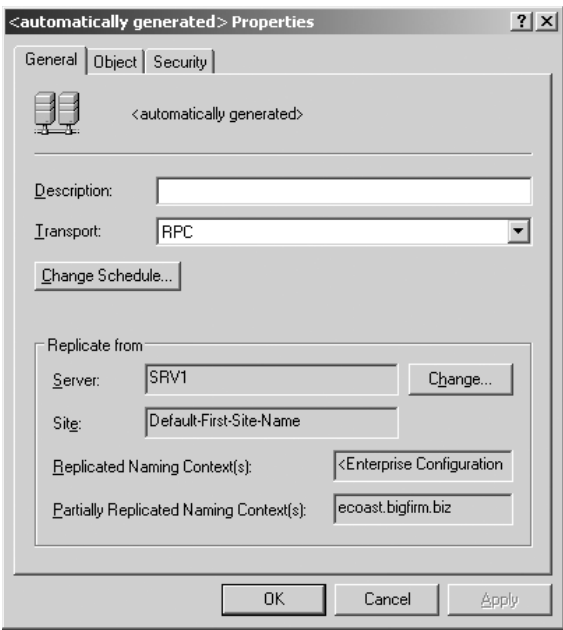 <automatically generated> Properties
? X
General Object Security
<automatically generated>
Description:
Transport: RPC
Change Schedule...
Replicate from
Server: SRV1 Change...
Site: Default-First-Site-Name
Replicated Naming Context(s): <Enterprise Configuration
Partially Replicated Naming Context(s): ecoast.bigfirm.biz
OK Cancel Apply